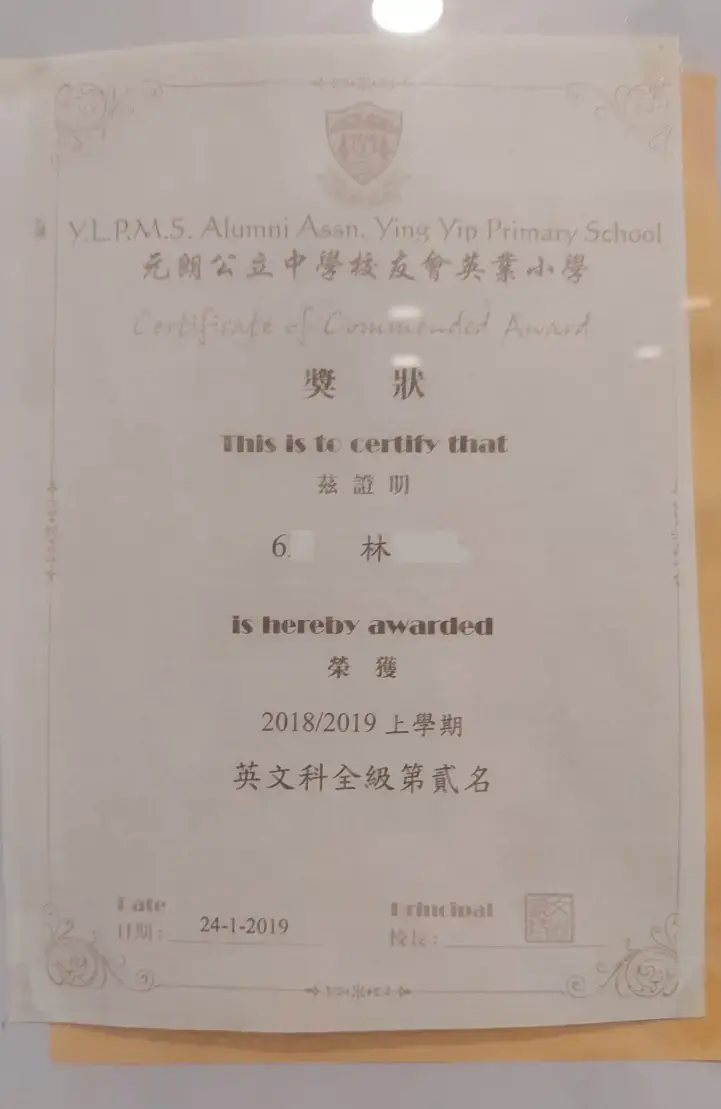 Y.L.P.M.S. Alumni Assn. Ying Yip Primary School
元朗公立中學校友會英業小學
Certificate of Commended Award
獎 狀
This is to certify that
茲證明
6. 林
is hereby awarded
榮獲
2018/2019 上學期
英文科全級第貳名
Date
日期: 24-1-2019
Principal
校長: